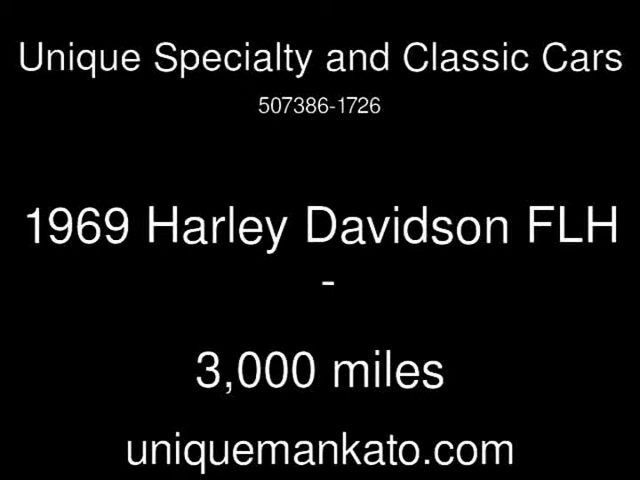 Unique Specialty and Classic Cars
507386-1726
1969 Harley Davidson FLH
-
3,000 miles
uniquemankato.com